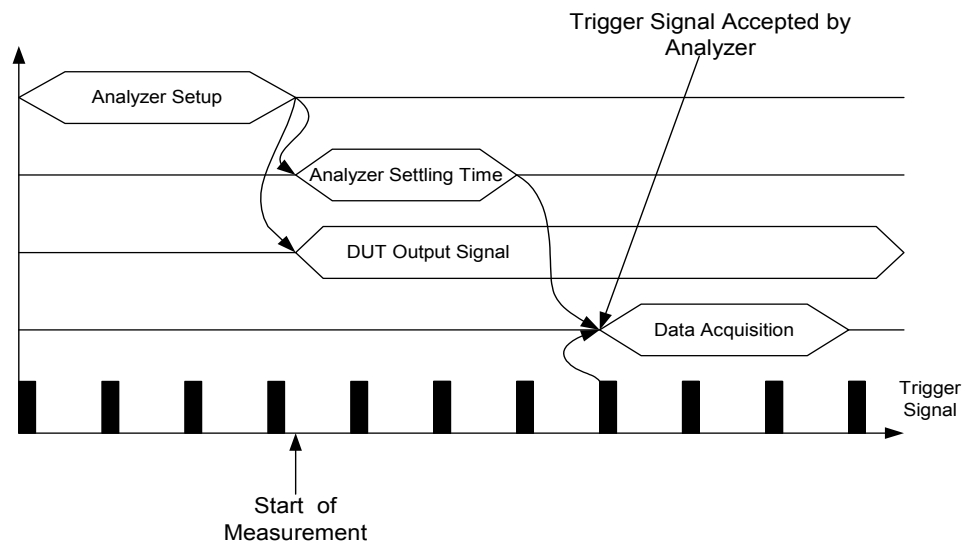 Trigger Signal Accepted by
Analyzer
Analyzer Setup
Analyzer Settling Time
DUT Output Signal
Data Acquisition
Trigger
Signal
Start of
Measurement